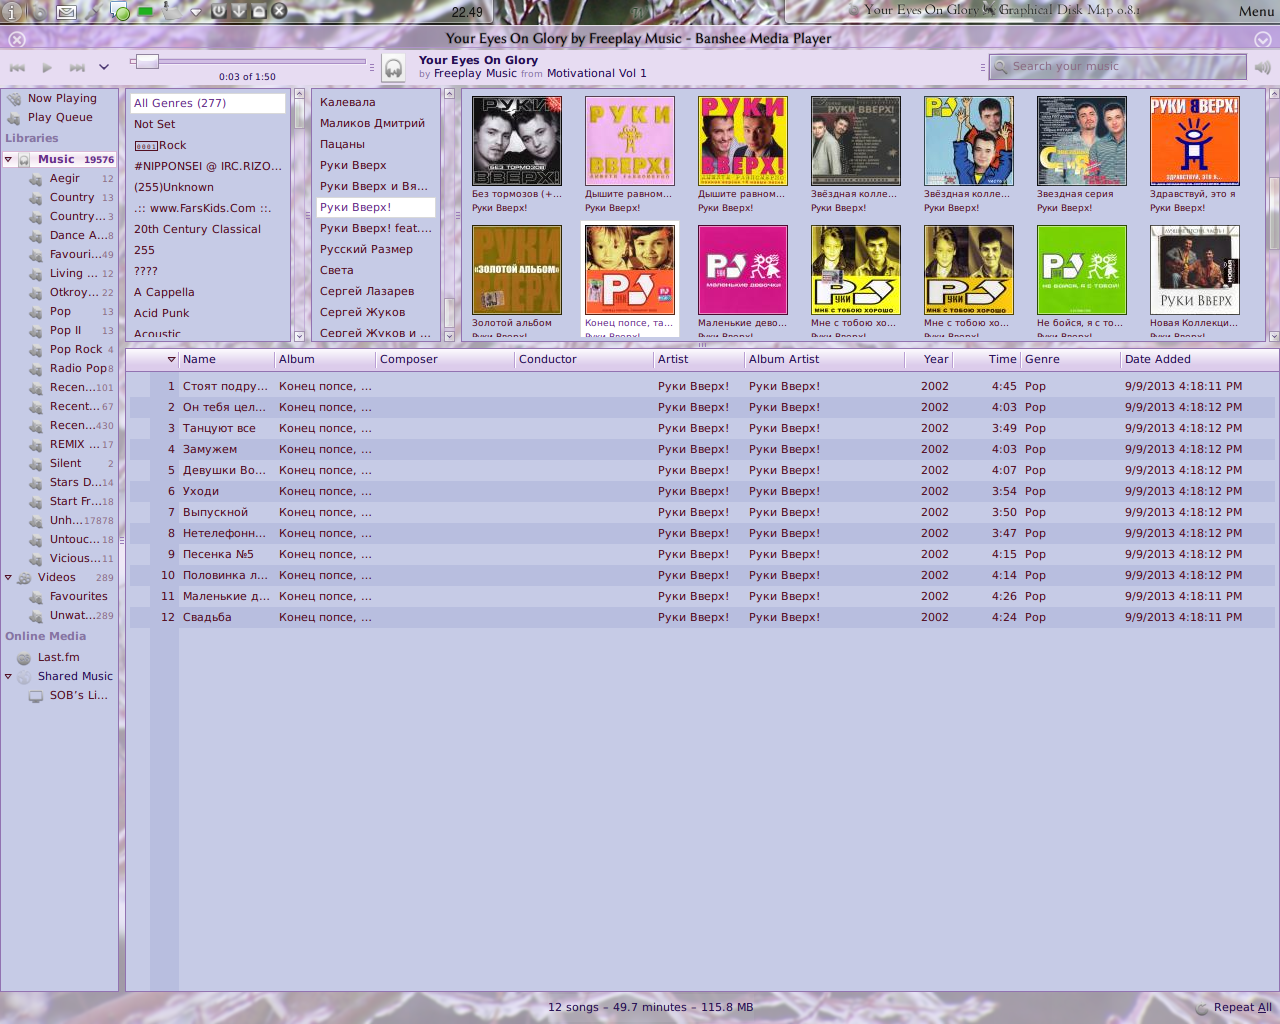 22.49
Menu
Your Eyes On Glory by Freeplay Music - Banshee Media Player
0:03 of 1:50
Your Eyes On Glory
by Freeplay Music from Motivational Vol 1
Search your music
Now Playing
Play Queue
Libraries
Music 19576
Aegir 12
Country 13
Country... 3
Dance A... 8
Favouri... 49
Living ... 12
Otkroy... 22
Pop 13
Pop II 13
Pop Rock 4
Radio Pop 8
Recen... 101
Recent... 67
Recen... 430
REMIX ... 17
Silent 2
Stars D... 14
Start Fr... 18
Unh... 17878
Untouc... 18
Vicious... 11
Videos 289
Favourites
Unwat... 289
Online Media
Last.fm
Shared Music
SOB's Li...
All Genres (277)
Not Set
0001Rock
#NIPPONSEI @ IRC.RIZO...
(255)Unknown
.:: www.FarsKids.Com ::.
20th Century Classical
255
????
A Cappella
Acid Punk
Acoustic
Калевала
Маликов Дмитрий
Пацаны
Руки Вверх
Руки Вверх и Вя...
Руки Вверх!
Руки Вверх! feat....
Русский Размер
Света
Сергей Лазарев
Сергей Жуков
Сергей Жуков и ...
Без тормозов (+...
Руки Вверх!
Дышите равном...
Руки Вверх!
Дышите равном...
Руки Вверх!
Звёздная колле...
Руки Вверх!
Звёздная колле...
Руки Вверх!
Звездная серия
Руки Вверх!
Здравствуй, это я
Руки Вверх!
Золотой альбом
Конец попсе, та...
Маленькие дево...
Мне с тобою хо...
Мне с тобою хо...
Не бойся, я с то...
Новая Коллекци...
Name Album Composer Conductor Artist Album Artist Year Time Genre Date Added
1 Стоят подру... Конец попсе, ... Руки Вверх! Руки Вверх! 2002 4:45 Pop 9/9/2013 4:18:11 PM
2 Он тебя цел... Конец попсе, ... Руки Вверх! Руки Вверх! 2002 4:03 Pop 9/9/2013 4:18:12 PM
3 Танцуют все Конец попсе, ... Руки Вверх! Руки Вверх! 2002 3:49 Pop 9/9/2013 4:18:12 PM
4 Замужем Конец попсе, ... Руки Вверх! Руки Вверх! 2002 4:03 Pop 9/9/2013 4:18:12 PM
5 Девушки Во... Конец попсе, ... Руки Вверх! Руки Вверх! 2002 4:07 Pop 9/9/2013 4:18:12 PM
6 Уходи Конец попсе, ... Руки Вверх! Руки Вверх! 2002 3:54 Pop 9/9/2013 4:18:12 PM
7 Выпускной Конец попсе, ... Руки Вверх! Руки Вверх! 2002 3:50 Pop 9/9/2013 4:18:12 PM
8 Нетелефонн... Конец попсе, ... Руки Вверх! Руки Вверх! 2002 3:47 Pop 9/9/2013 4:18:12 PM
9 Песенка №5 Конец попсе, ... Руки Вверх! Руки Вверх! 2002 4:15 Pop 9/9/2013 4:18:12 PM
10 Половинка л... Конец попсе, ... Руки Вверх! Руки Вверх! 2002 4:14 Pop 9/9/2013 4:18:12 PM
11 Маленькие д... Конец попсе, ... Руки Вверх! Руки Вверх! 2002 4:26 Pop 9/9/2013 4:18:11 PM
12 Свадьба Конец попсе, ... Руки Вверх! Руки Вверх! 2002 4:24 Pop 9/9/2013 4:18:11 PM
12 songs – 49.7 minutes – 115.8 MB
Repeat All